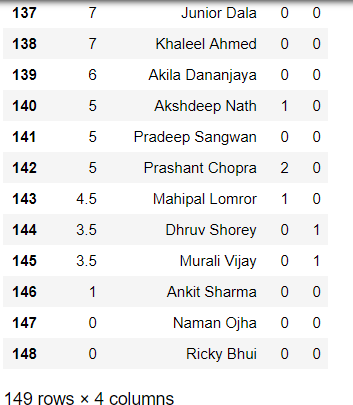 137 7 Junior Dala 0 0
138 7 Khaleel Ahmed 0 0
139 6 Akila Dananjaya 0 0
140 5 Akshdeep Nath 1 0
141 5 Pradeep Sangwan 0 0
142 5 Prashant Chopra 2 0
143 4.5 Mahipal Lomror 1 0
144 3.5 Dhruv Shorey 0 1
145 3.5 Murali Vijay 0 1
146 1 Ankit Sharma 0 0
147 0 Naman Ojha 0 0
148 0 Ricky Bhui 0 0
149 rows × 4 columns